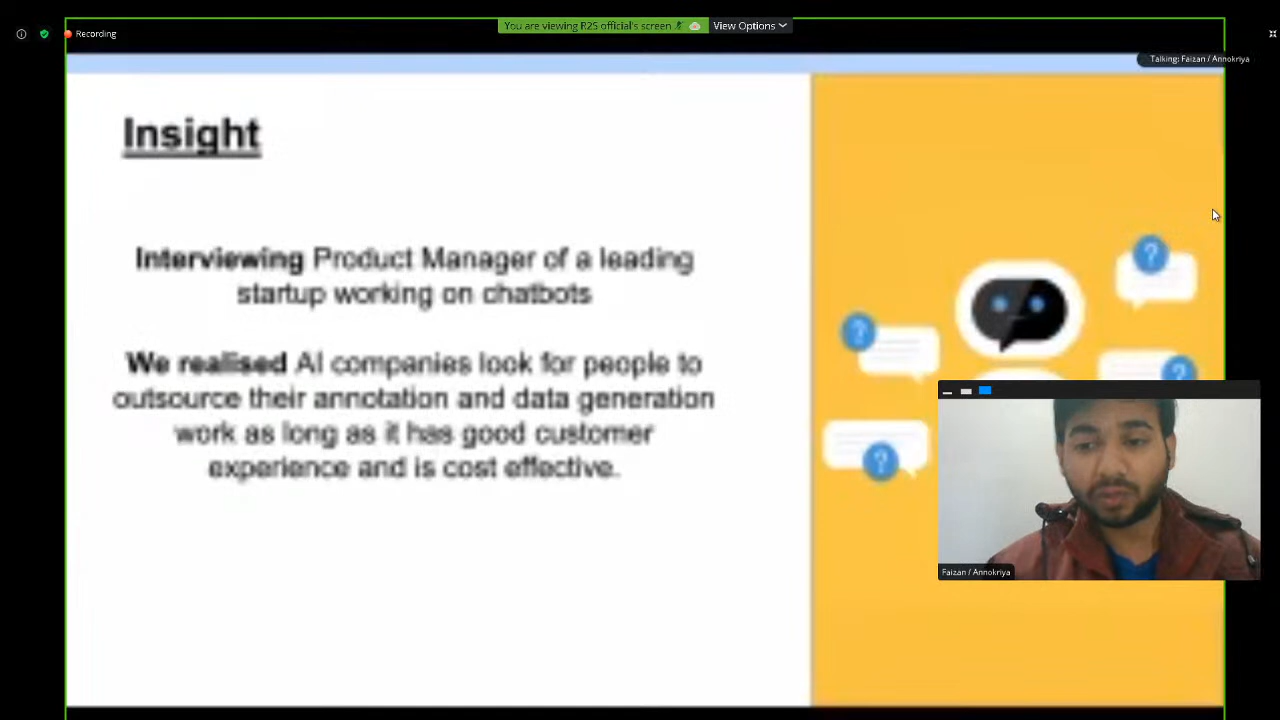 You are viewing R2S official's screen
View Options
Recording
Talking: Faizan / Annokriya
Insight
Interviewing Product Manager of a leading
startup working on chatbots
We realised AI companies look for people to
outsource their annotation and data generation
work as long as it has good customer
experience and is cost effective.
?
?
?
?
Faizan / Annokriya